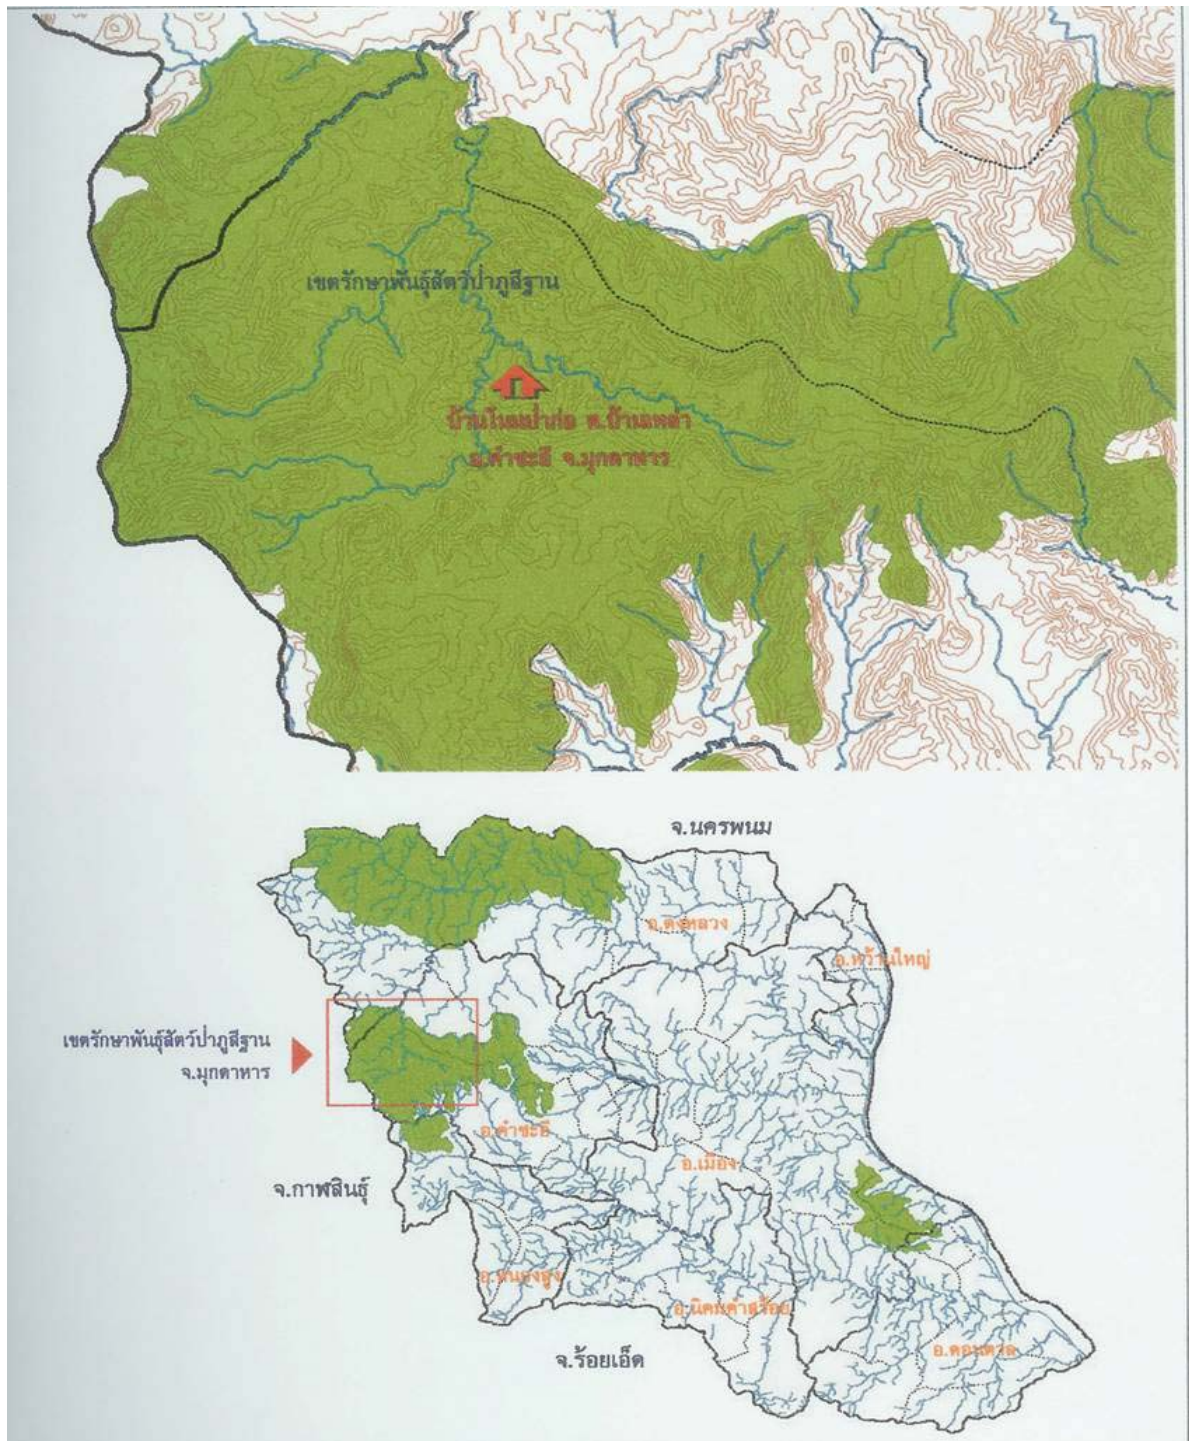 เขตรักษาพันธุ์สัตว์ป่าภูสีฐาน
บ้านโนนป่าก่อ ต.บ้านเหล่า
อ.คำชะอี จ.มุกดาหาร
จ.นครพนม
อ.ดงหลวง
อ.หว้านใหญ่
เขตรักษาพันธุ์สัตว์ป่าภูสีฐาน
จ.มุกดาหาร
อ.คำชะอี
อ.เมือง
จ.กาฬสินธุ์
อ.หนองสูง
อ.นิคมคำสร้อย
อ.ดอนตาล
จ.ร้อยเอ็ด